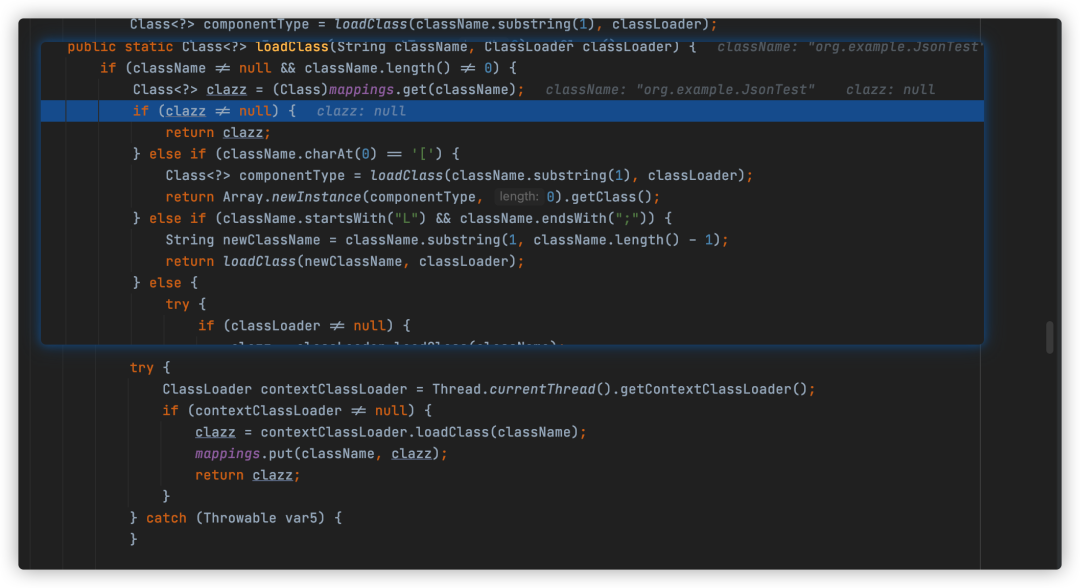 Class<?> componentType = loadClass(className.substring(1), classLoader);
public static Class<?> loadClass(String className, ClassLoader classLoader) { className: "org.example.JsonTest"
if (className ≠ null && className.length() ≠ 0) {
Class<?> clazz = (Class)mappings.get(className); className: "org.example.JsonTest" clazz: null
if (clazz ≠ null) { clazz: null
return clazz;
} else if (className.charAt(0) == '[') {
Class<?> componentType = loadClass(className.substring(1), classLoader);
return Array.newInstance(componentType, length: 0).getClass();
} else if (className.startsWith("L") && className.endsWith(";")) {
String newClassName = className.substring(1, className.length() - 1);
return loadClass(newClassName, classLoader);
} else {
try {
if (classLoader ≠ null) {
clazz = classLoader.loadClass(className);
try {
ClassLoader contextClassLoader = Thread.currentThread().getContextClassLoader();
if (contextClassLoader ≠ null) {
clazz = contextClassLoader.loadClass(className);
mappings.put(className, clazz);
return clazz;
}
} catch (Throwable var5) {
}